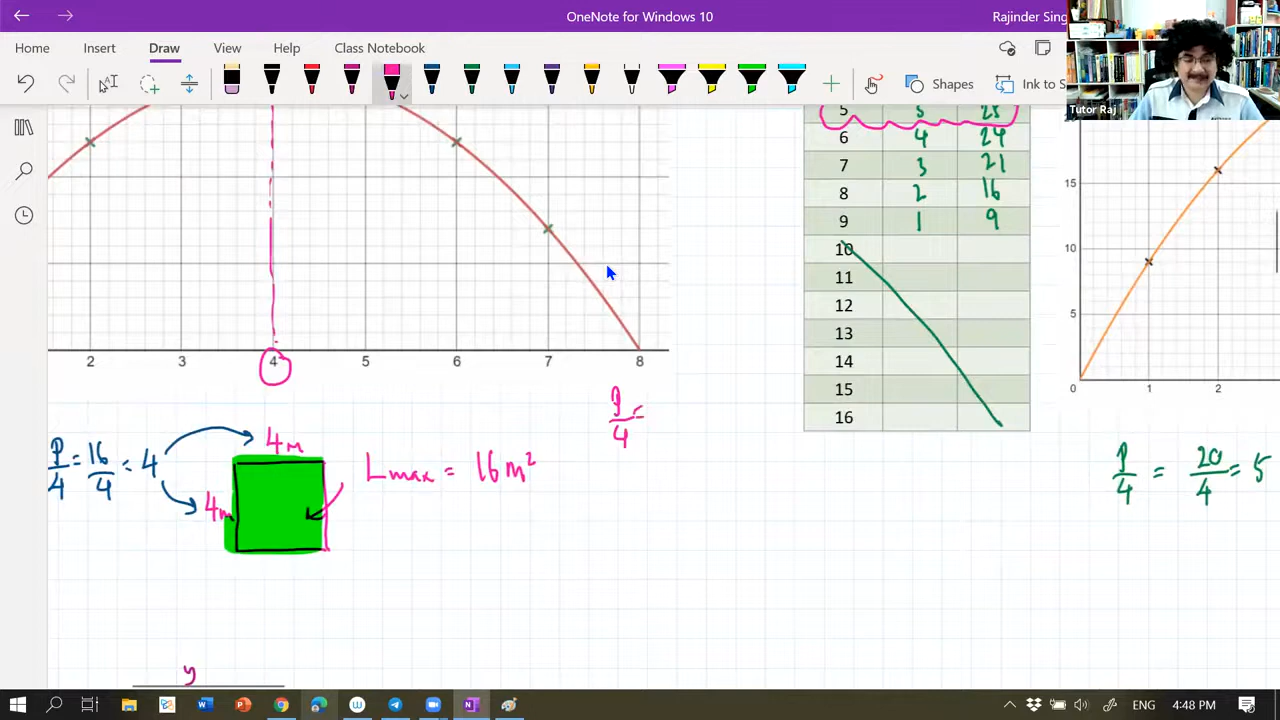 OneNote for Windows 10
Rajinder Sing
Home Insert Draw View Help Class Notebook
Shapes
Ink to S
Tutor Raj
5 5 25
6 4 24
7 3 21
8 2 16
9 1 9
10
11
12
13
14
15
16
15
10
5
0 1 2
2 3 4 5 6 7 8
P/4 =
P/4 = 16/4 = 4
4m
4m
Lmax = 16m²
P/4 = 20/4 = 5
y
ENG 4:48 PM